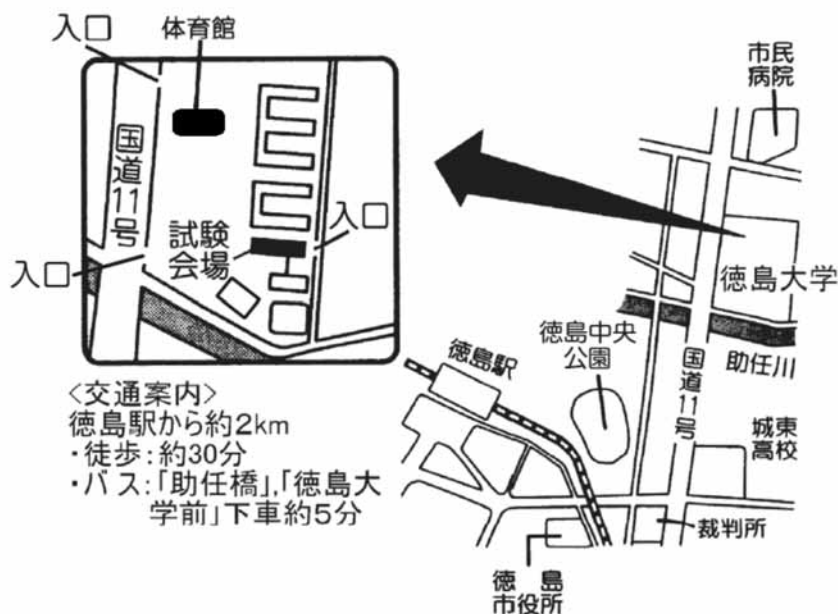 入口
体育館
国道11号
入口
試験
会場
入口
<交通案内>
徳島駅から約2km
・徒歩:約30分
・バス:「助任橋」,「徳島大
学前」下車約5分
市民
病院
徳島大学
助任川
徳島中央
公園
徳島駅
国道11号
城東
高校
裁判所
徳島
市役所